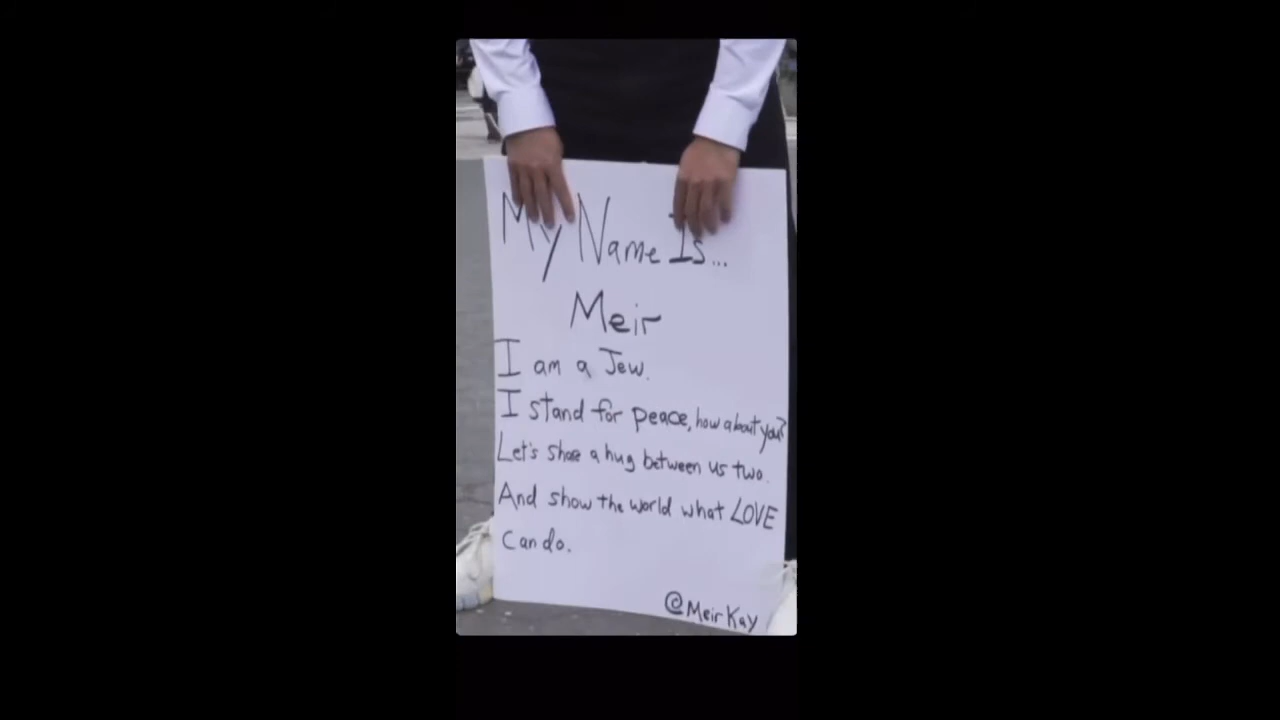 My Name Is...
Meir
I am a Jew.
I stand for peace, how about you?
Let's share a hug between us two.
And show the world what LOVE
Can do.
@MeirKay